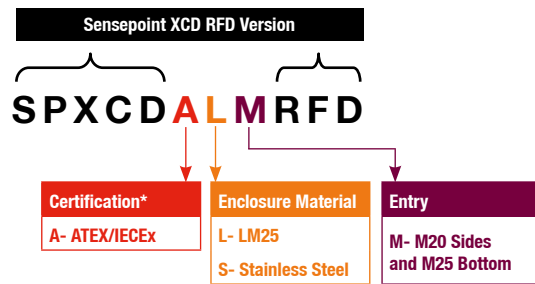 Sensepoint XCD RFD Version
SPXCDALMRFD
Certification*
A- ATEX/IECEx
Enclosure Material
L- LM25
S- Stainless Steel
Entry
M- M20 Sides
and M25 Bottom